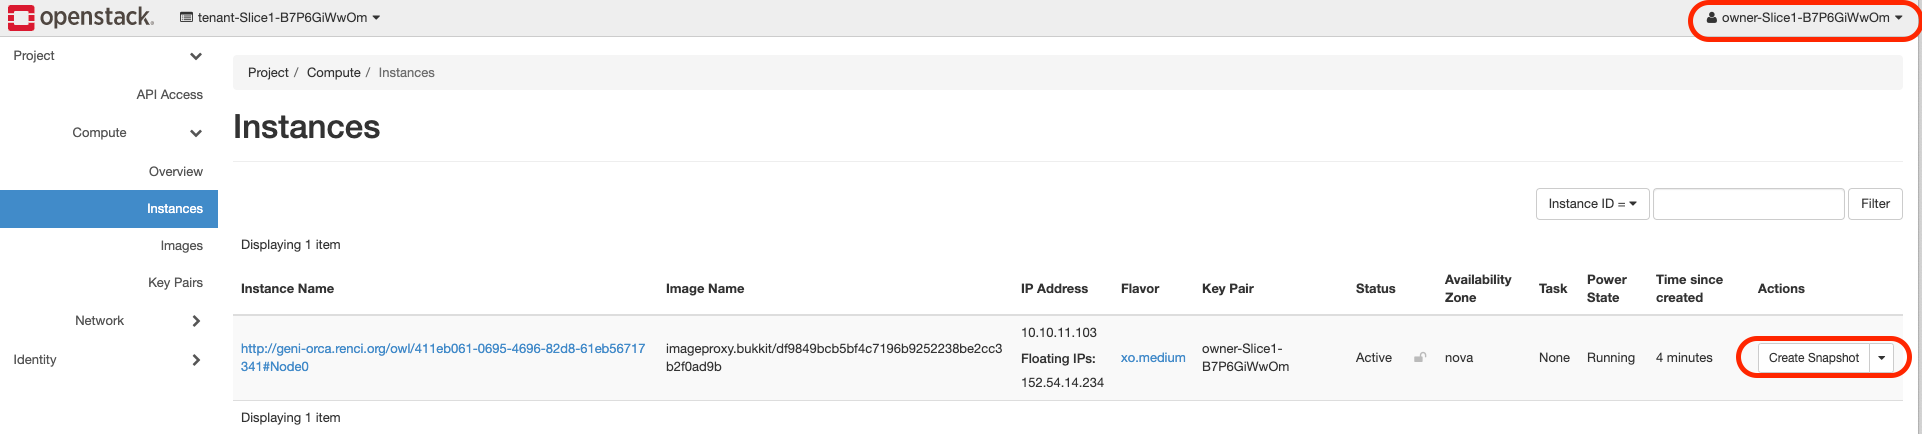 openstack.
tenant-Slice1-B7P6GiWwOm
owner-Slice1-B7P6GiWwOm
Project
API Access
Compute
Overview
Instances
Images
Key Pairs
Network
Identity
Project / Compute / Instances
Instances
Instance ID =
Filter
Displaying 1 item
Instance Name
Image Name
IP Address
Flavor
Key Pair
Status
Availability
Zone
Task
Power
State
Time since
created
Actions
http://geni-orca.renci.org/owl/411eb061-0695-4696-82d8-61eb56717
341#Node0
imageproxy.bukkit/df9849bcb5bf4c7196b9252238be2cc3
b2f0ad9b
10.10.11.103
Floating IPs:
152.54.14.234
xo.medium
owner-Slice1-
B7P6GiWwOm
Active
nova
None
Running
4 minutes
Create Snapshot
Displaying 1 item